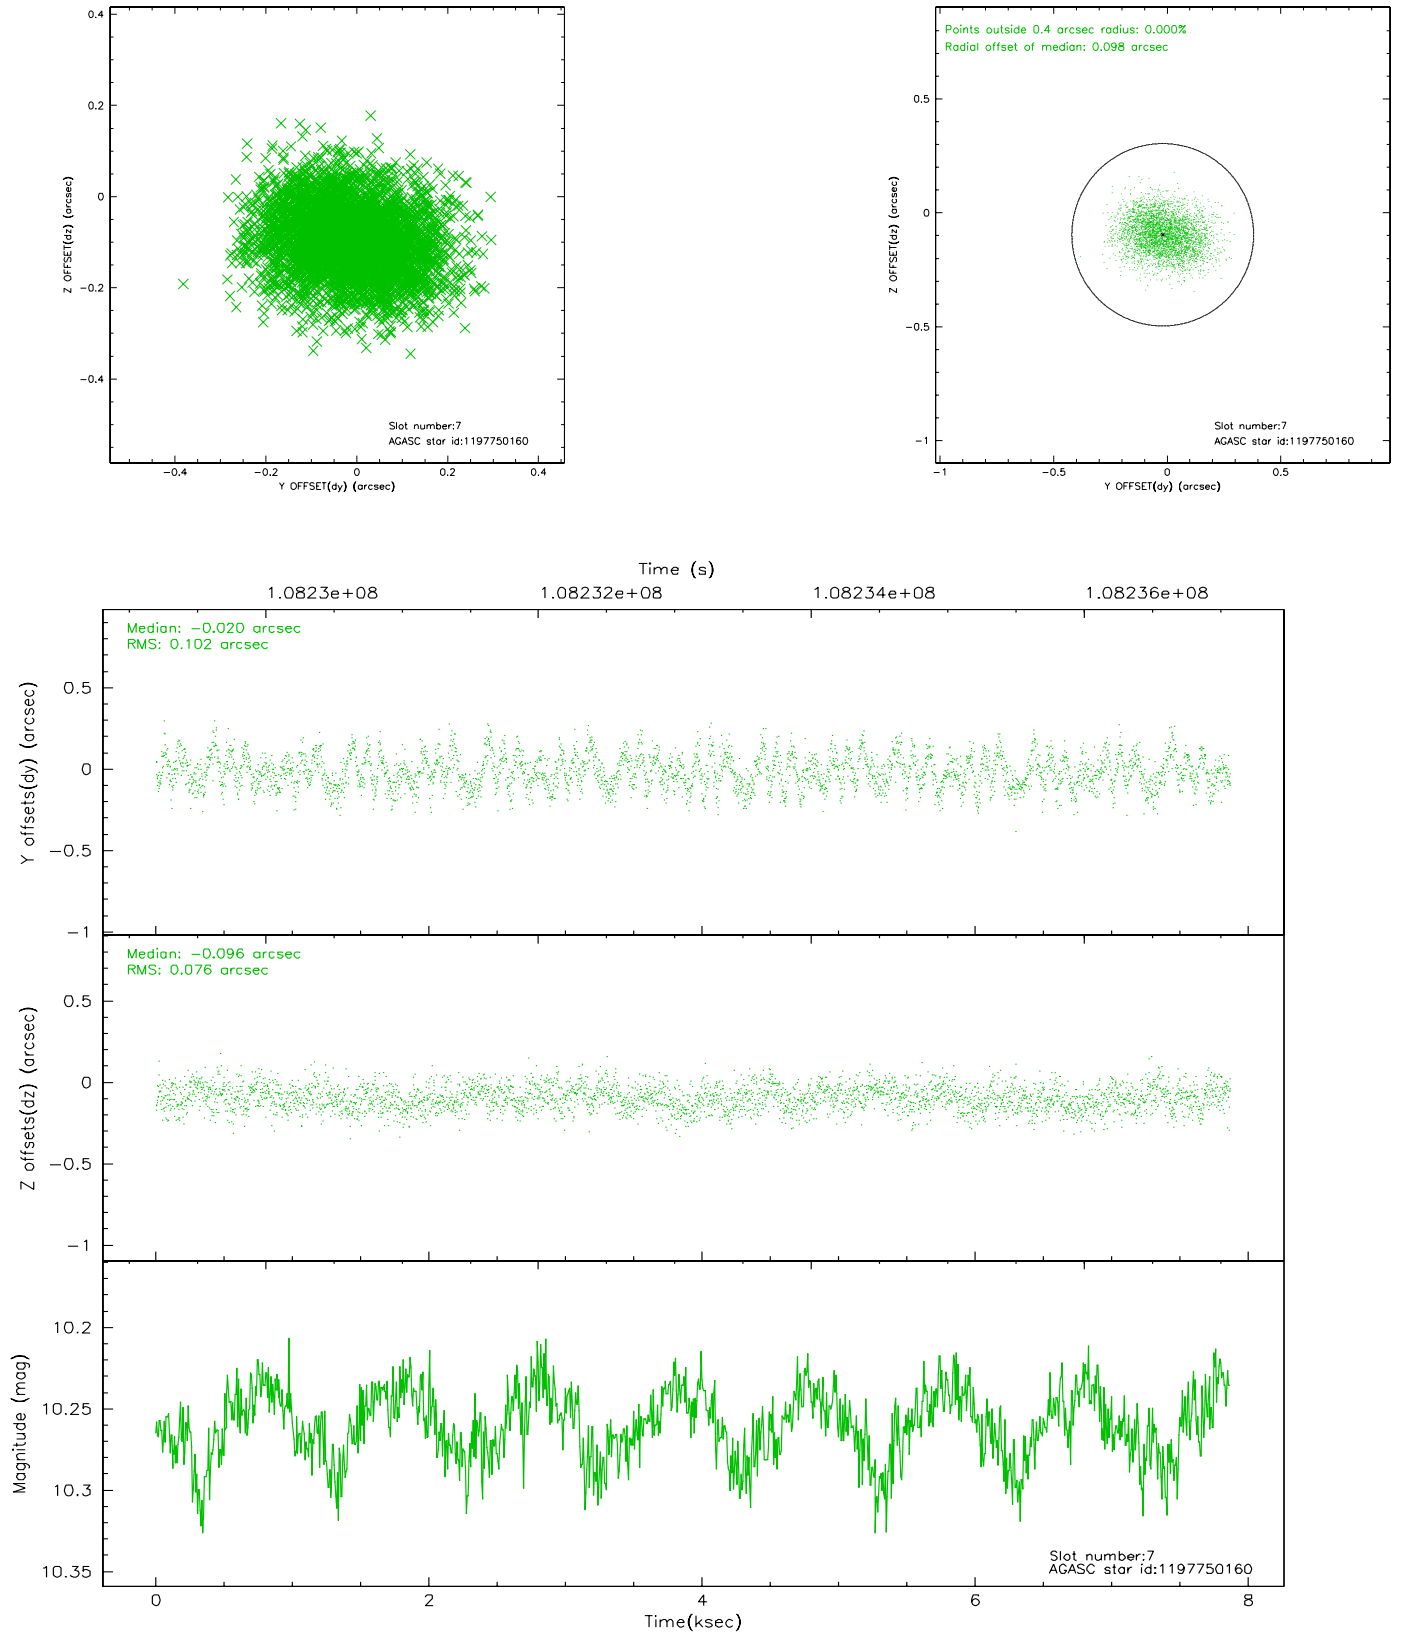 0.4
0.2
0
−0.2
−0.4
Z OFFSET(dz) (arcsec)
−0.4
−0.2
0
0.2
0.4
Y OFFSET(dy) (arcsec)
Slot number:7
AGASC star id:1197750160
Points outside 0.4 arcsec radius: 0.000%
Radial offset of median: 0.098 arcsec
0.5
0
−0.5
−1
Z OFFSET(dz) (arcsec)
−1
−0.5
0
0.5
Y OFFSET(dy) (arcsec)
Slot number:7
AGASC star id:1197750160
Time (s)
1.0823e+08
1.08232e+08
1.08234e+08
1.08236e+08
Median: −0.020 arcsec
RMS: 0.102 arcsec
0.5
0
−0.5
−1
Y offsets(dy) (arcsec)
Median: −0.096 arcsec
RMS: 0.076 arcsec
0.5
0
−0.5
−1
Z offsets(dz) (arcsec)
10.2
10.25
10.3
10.35
Magnitude (mag)
Slot number:7
AGASC star id:1197750160
0
2
4
6
8
Time(ksec)